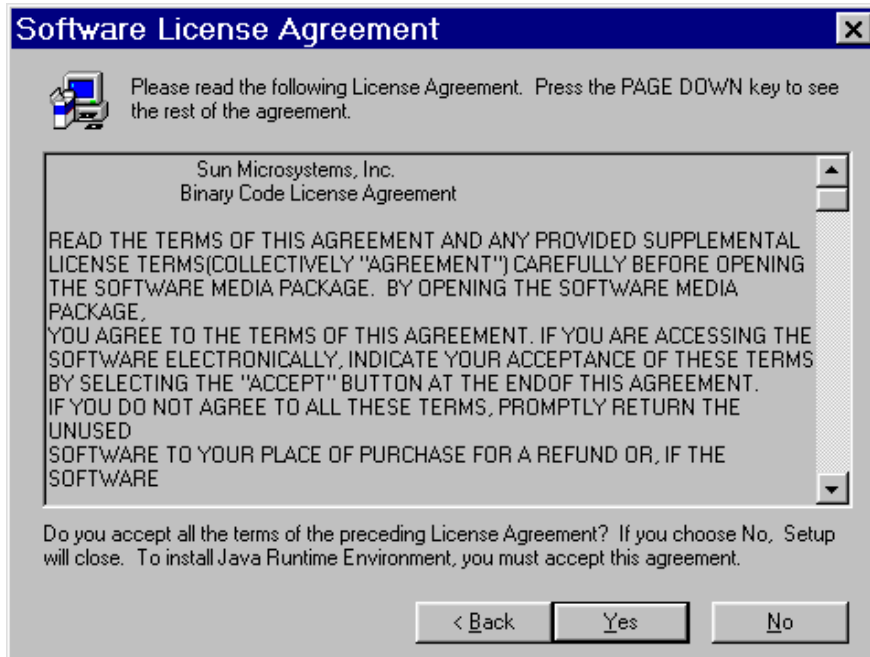 Software License Agreement
Please read the following License Agreement.  Press the PAGE DOWN key to see
the rest of the agreement.
Sun Microsystems, Inc.
Binary Code License Agreement
READ THE TERMS OF THIS AGREEMENT AND ANY PROVIDED SUPPLEMENTAL
LICENSE TERMS(COLLECTIVELY "AGREEMENT") CAREFULLY BEFORE OPENING
THE SOFTWARE MEDIA PACKAGE.  BY OPENING THE SOFTWARE MEDIA
PACKAGE,
YOU AGREE TO THE TERMS OF THIS AGREEMENT. IF YOU ARE ACCESSING THE
SOFTWARE ELECTRONICALLY, INDICATE YOUR ACCEPTANCE OF THESE TERMS
BY SELECTING THE "ACCEPT" BUTTON AT THE ENDOF THIS AGREEMENT.
IF YOU DO NOT AGREE TO ALL THESE TERMS, PROMPTLY RETURN THE
UNUSED
SOFTWARE TO YOUR PLACE OF PURCHASE FOR A REFUND OR, IF THE
SOFTWARE
Do you accept all the terms of the preceding License Agreement?  If you choose No,  Setup
will close.  To install Java Runtime Environment, you must accept this agreement.
< Back
Yes
No